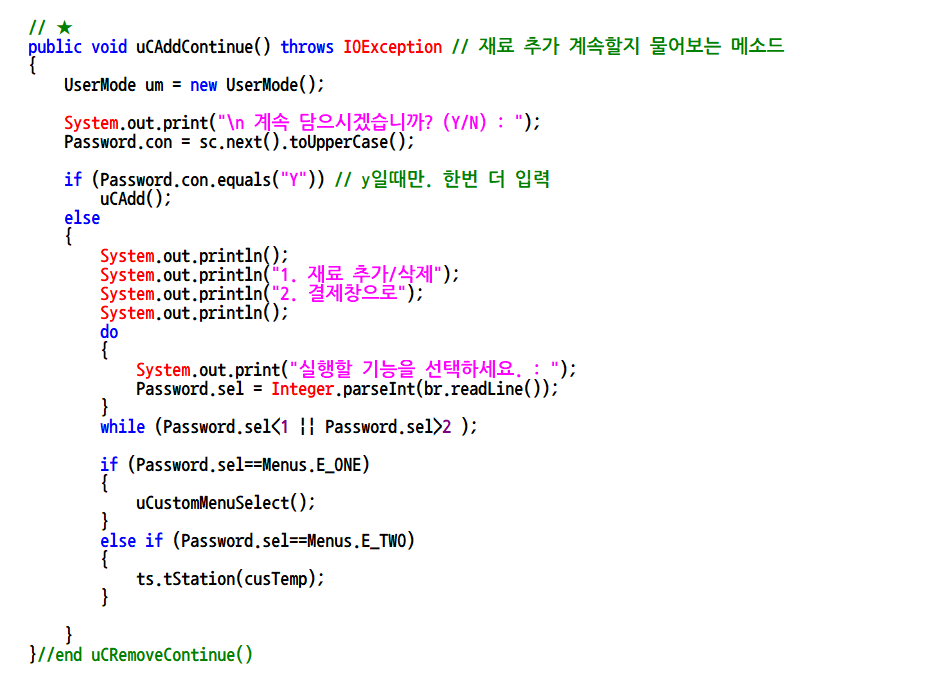 // ★
public void uCAddContinue() throws IOException // 재료 추가 계속할지 물어보는 메소드
{
UserMode um = new UserMode();
System.out.print("\n 계속 담으시겠습니까? (Y/N) : ");
Password.con = sc.next().toUpperCase();
if (Password.con.equals("Y")) // y일때만. 한번 더 입력
uCAdd();
else
{
System.out.println();
System.out.println("1. 재료 추가/삭제");
System.out.println("2. 결제창으로");
System.out.println();
do
{
System.out.print("실행할 기능을 선택하세요. : ");
Password.sel = Integer.parseInt(br.readLine());
}
while (Password.sel<1 || Password.sel>2 );
if (Password.sel==Menus.E_ONE)
{
uCustomMenuSelect();
}
else if (Password.sel==Menus.E_TWO)
{
ts.tStation(cusTemp);
}
}
}//end uCRemoveContinue()